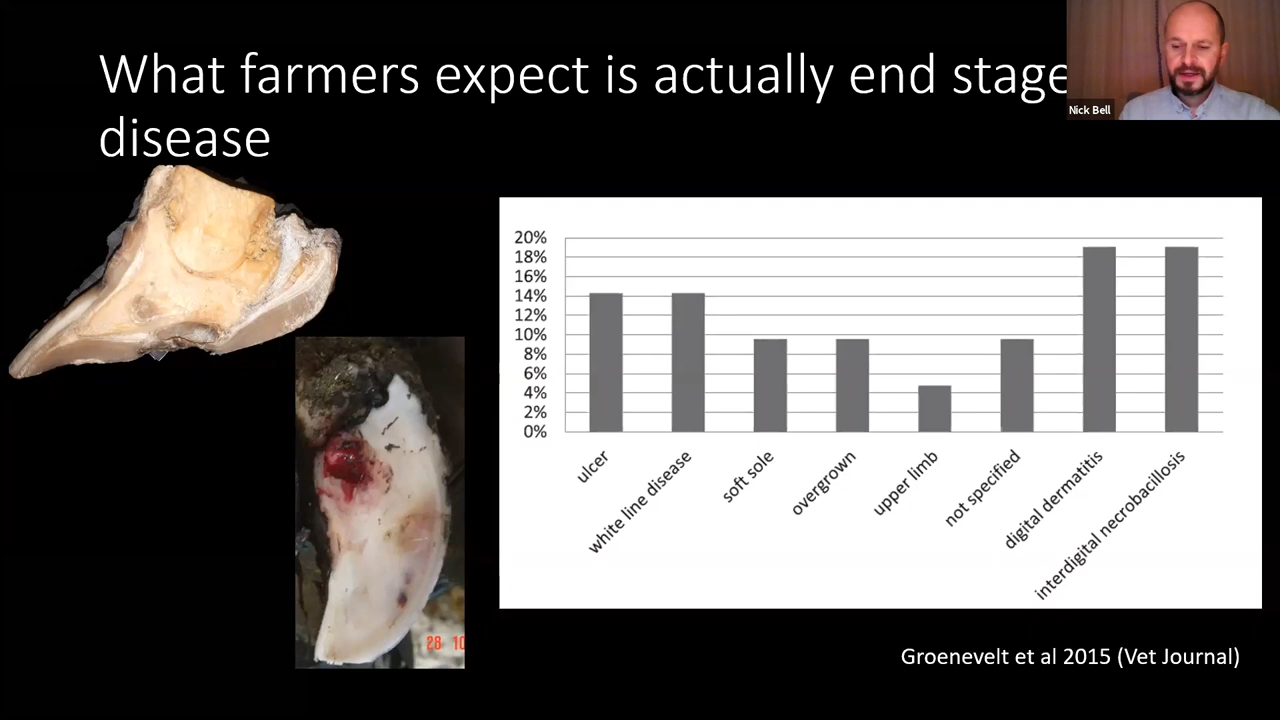 What farmers expect is actually end stage
disease
Nick Bell
20%
18%
16%
14%
12%
10%
8%
6%
4%
2%
0%
ulcer
white line disease
soft sole
overgrown
upper limb
not specified
digital dermatitis
interdigital necrobacillosis
28 10
Groenevelt et al 2015 (Vet Journal)